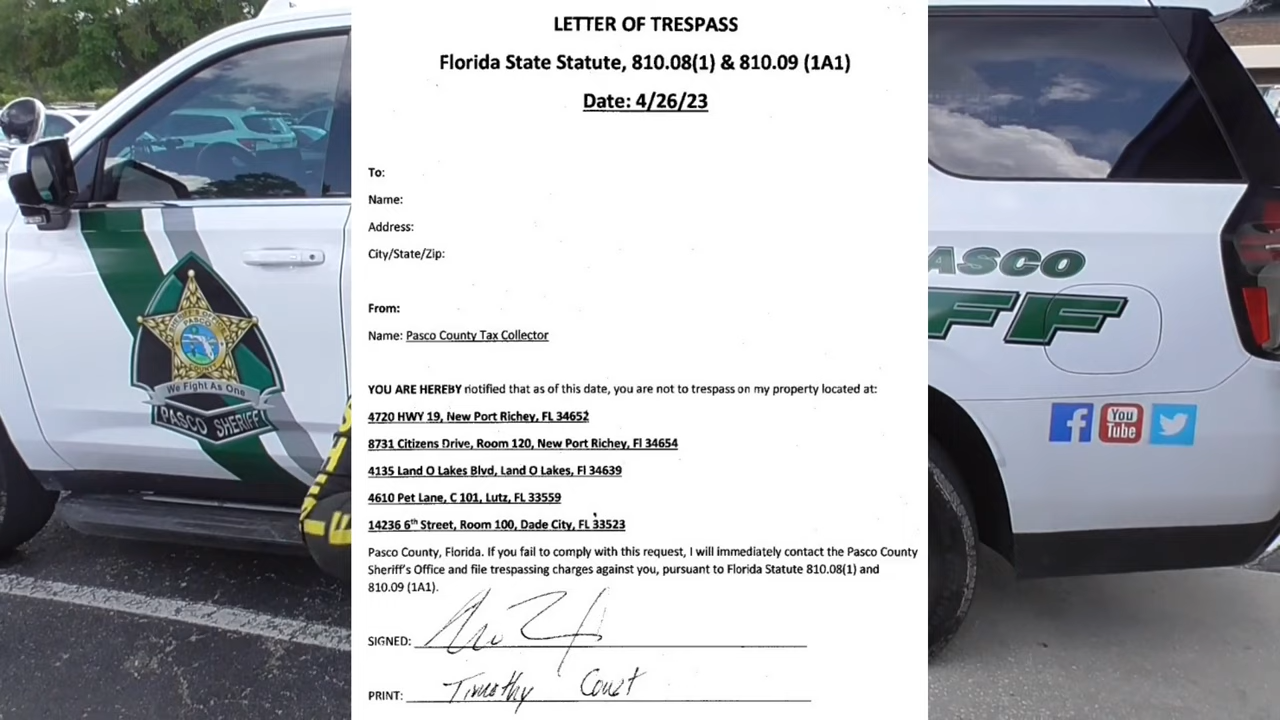 LETTER OF TRESPASS
Florida State Statute, 810.08(1) & 810.09 (1A1)
Date: 4/26/23
To:
Name:
Address:
City/State/Zip:
From:
Name: Pasco County Tax Collector
YOU ARE HEREBY notified that as of this date, you are not to trespass on my property located at:
4720 HWY 19, New Port Richey, FL 34652
8731 Citizens Drive, Room 120, New Port Richey, Fl 34654
4135 Land O Lakes Blvd, Land O Lakes, Fl 34639
4610 Pet Lane, C 101, Lutz, FL 33559
14236 6th Street, Room 100, Dade City, FL 33523
Pasco County, Florida. If you fail to comply with this request, I will immediately contact the Pasco County
Sheriff's Office and file trespassing charges against you, pursuant to Florida Statute 810.08(1) and
810.09 (1A1).
SIGNED:
PRINT: Timothy Couet
PASCO
We Fight As One
PASCO SHERIFF
ASCO
FF
f
You
Tube